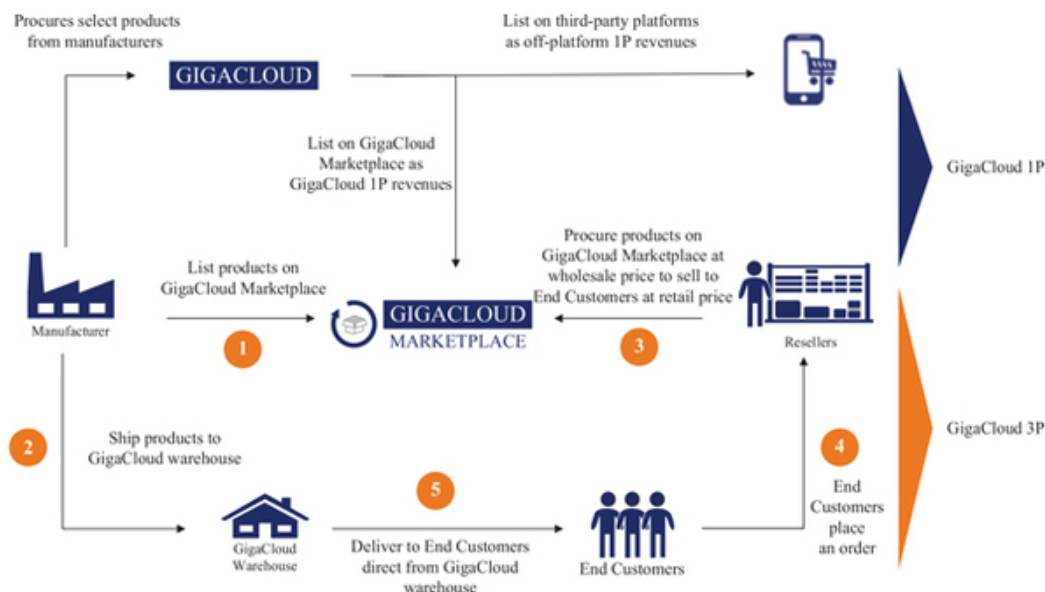 Procures select products
from manufacturers
GIGACLOUD
List on third-party platforms
as off-platform 1P revenues
List on GigaCloud
Marketplace as
GigaCloud 1P revenues
GigaCloud 1P
Manufacturer
List products on
GigaCloud Marketplace
1
GIGACLOUD
MARKETPLACE
Procure products on
GigaCloud Marketplace at
wholesale price to sell to
End Customers at retail price
3
Resellers
GigaCloud 3P
2
Ship products to
GigaCloud warehouse
GigaCloud
Warehouse
5
Deliver to End Customers
direct from GigaCloud
warehouse
End Customers
4
End
Customers
place
an order